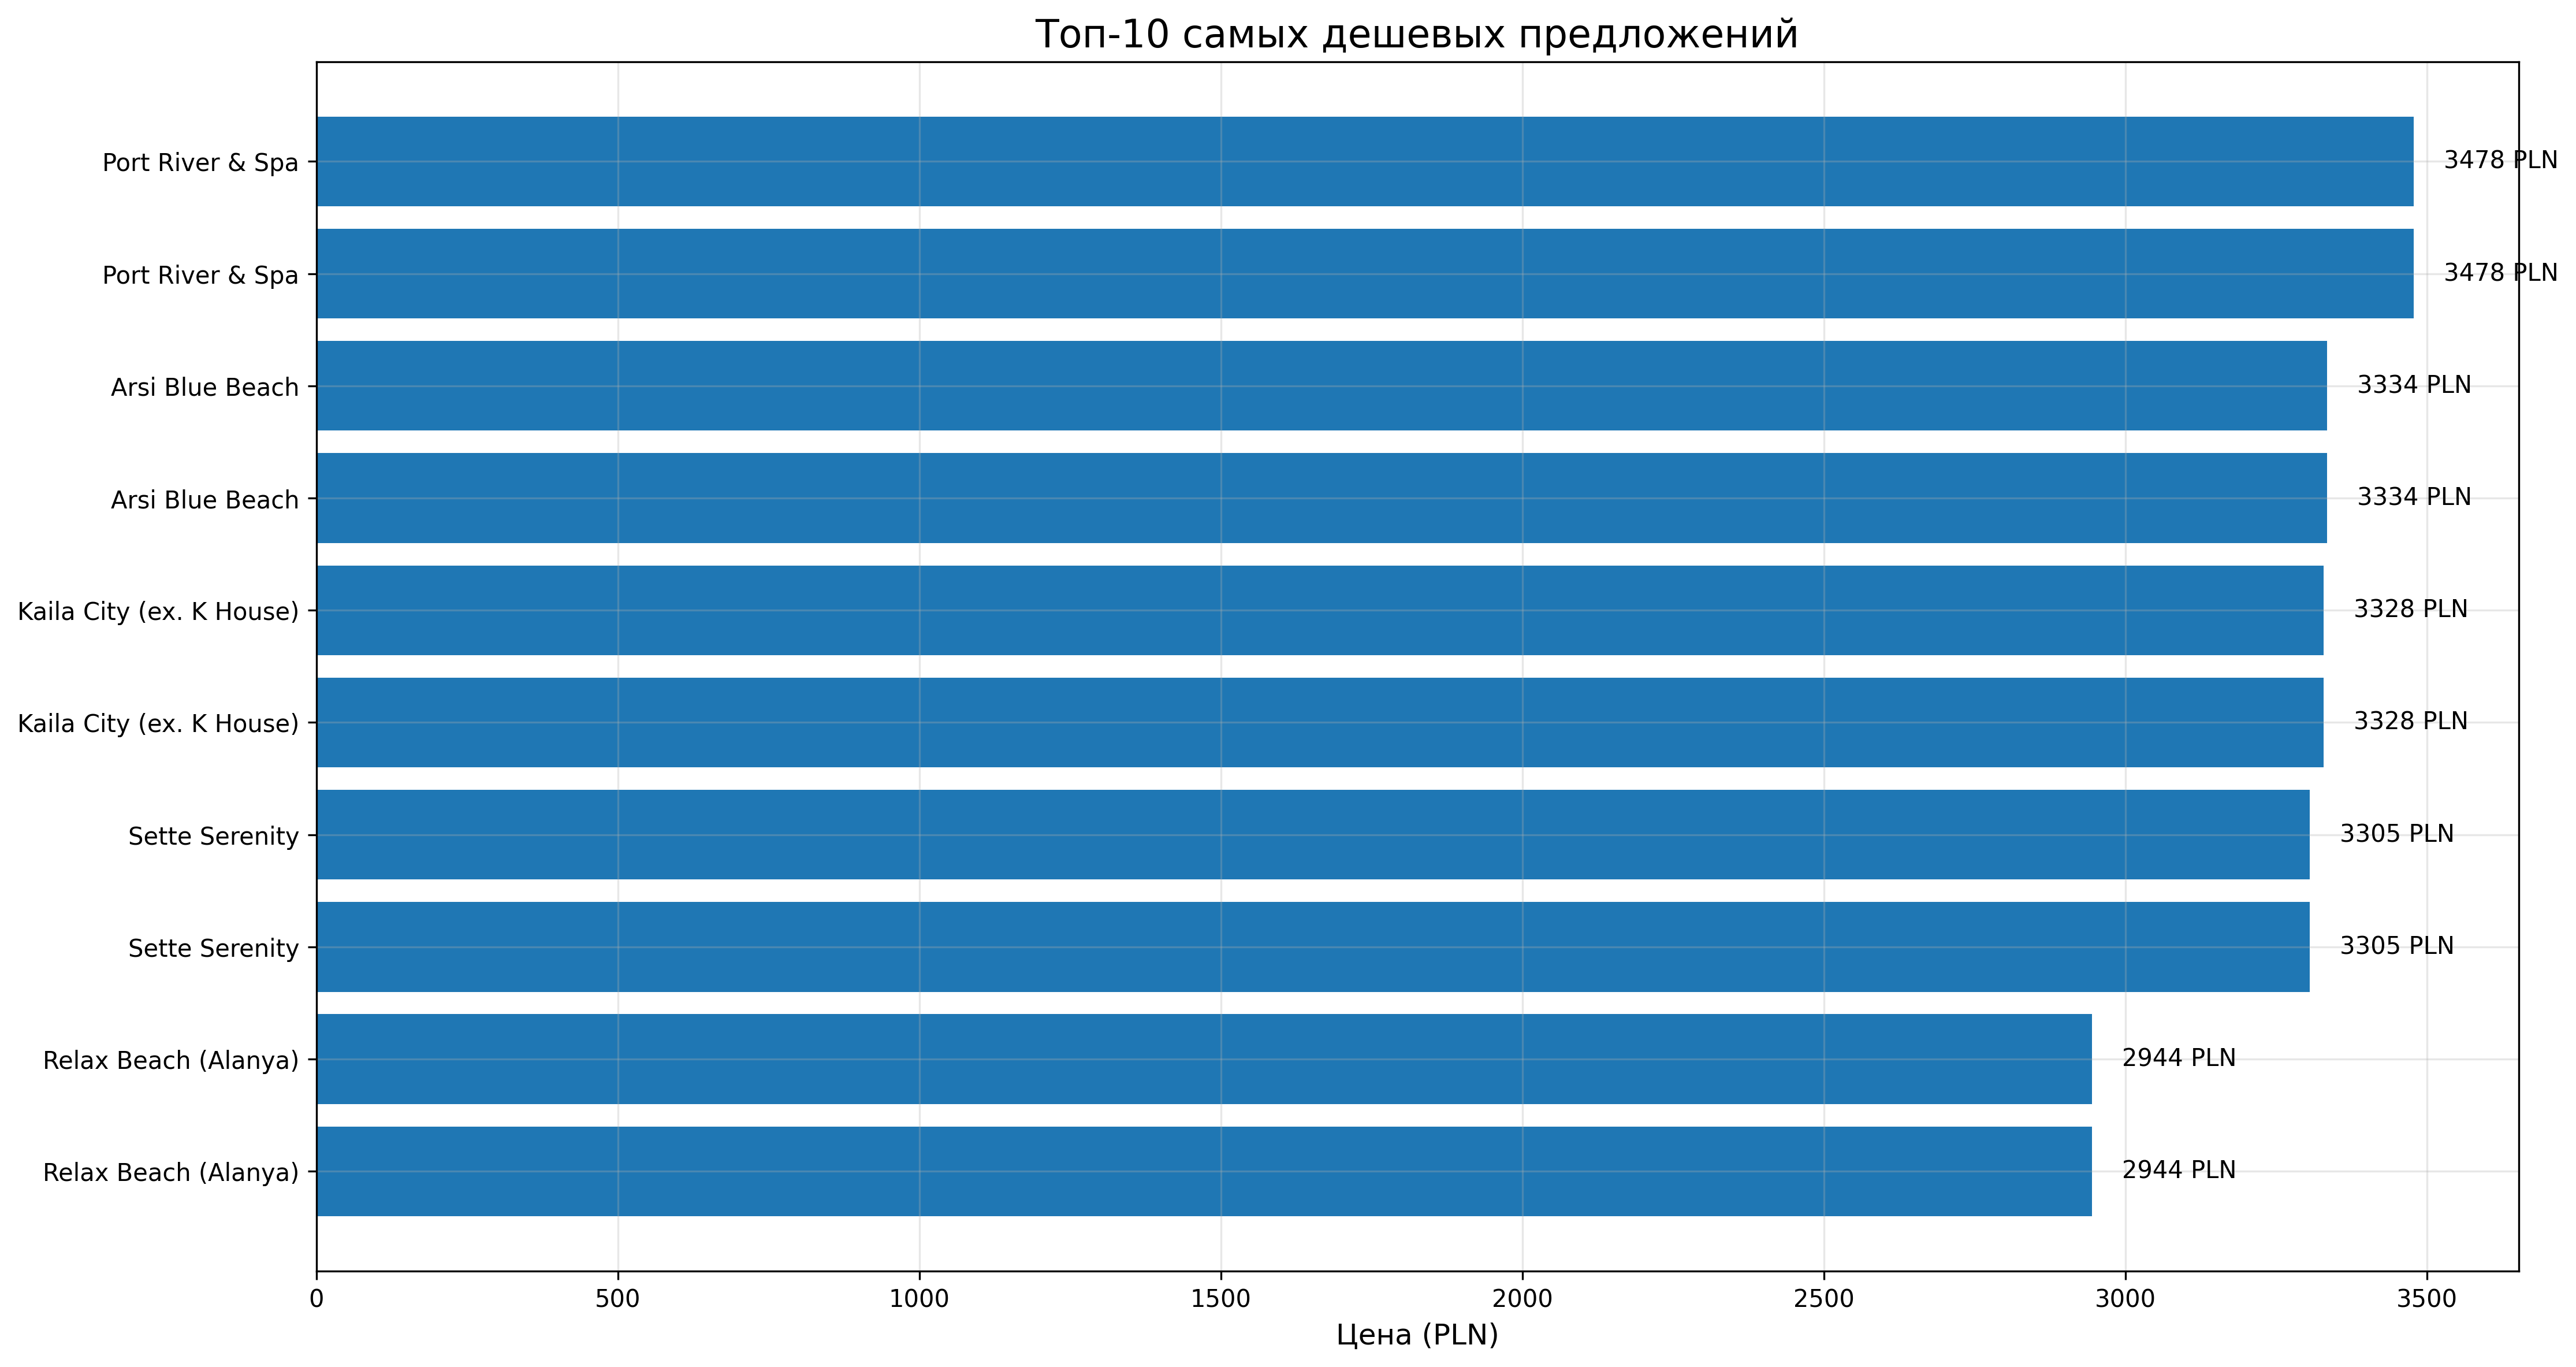 Топ-10 самых дешевых предложений
Port River & Spa
3478 PLN
Port River & Spa
3478 PLN
Arsi Blue Beach
3334 PLN
Arsi Blue Beach
3334 PLN
Kaila City (ex. K House)
3328 PLN
Kaila City (ex. K House)
3328 PLN
Sette Serenity
3305 PLN
Sette Serenity
3305 PLN
Relax Beach (Alanya)
2944 PLN
Relax Beach (Alanya)
2944 PLN
0 500 1000 1500 2000 2500 3000 3500
Цена (PLN)